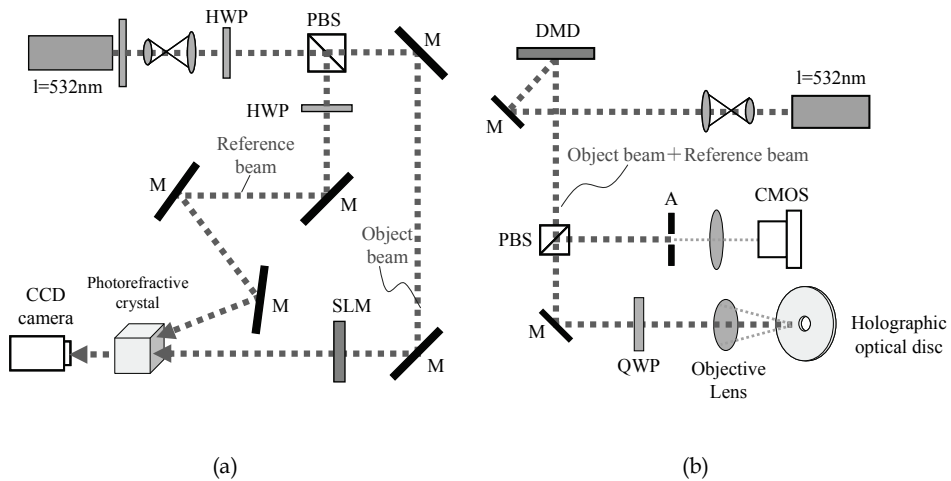 HWP
PBS
M
l=532nm
HWP
Reference
beam
M
M
Object
beam
Photorefractive
crystal
CCD
camera
M
SLM
M
(a)
DMD
M
l=532nm
Object beam+Reference beam
A
CMOS
PBS
M
QWP
Objective
Lens
Holographic
optical disc
(b)